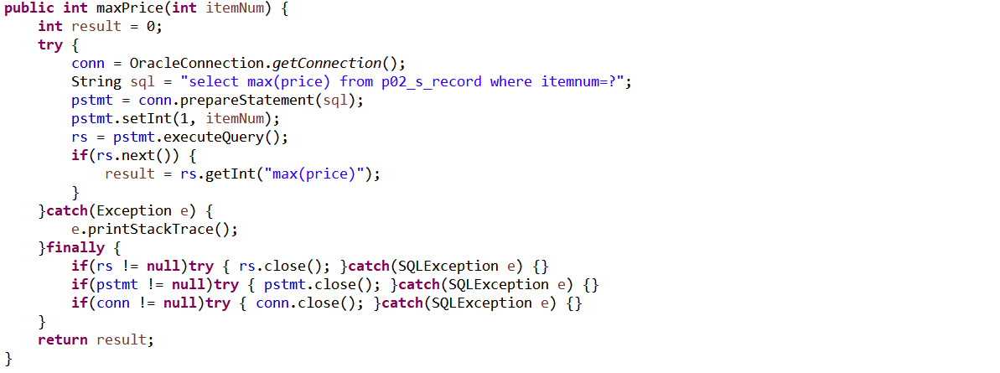 public int maxPrice(int itemNum) {
    int result = 0;
    try {
        conn = OracleConnection.getConnection();
        String sql = "select max(price) from p02_s_record where itemnum=?";
        pstmt = conn.prepareStatement(sql);
        pstmt.setInt(1, itemNum);
        rs = pstmt.executeQuery();
        if(rs.next()) {
            result = rs.getInt("max(price)");
        }
    }catch(Exception e) {
        e.printStackTrace();
    }finally {
        if(rs != null)try { rs.close(); }catch(SQLException e) {}
        if(pstmt != null)try { pstmt.close(); }catch(SQLException e) {}
        if(conn != null)try { conn.close(); }catch(SQLException e) {}
    }
    return result;
}